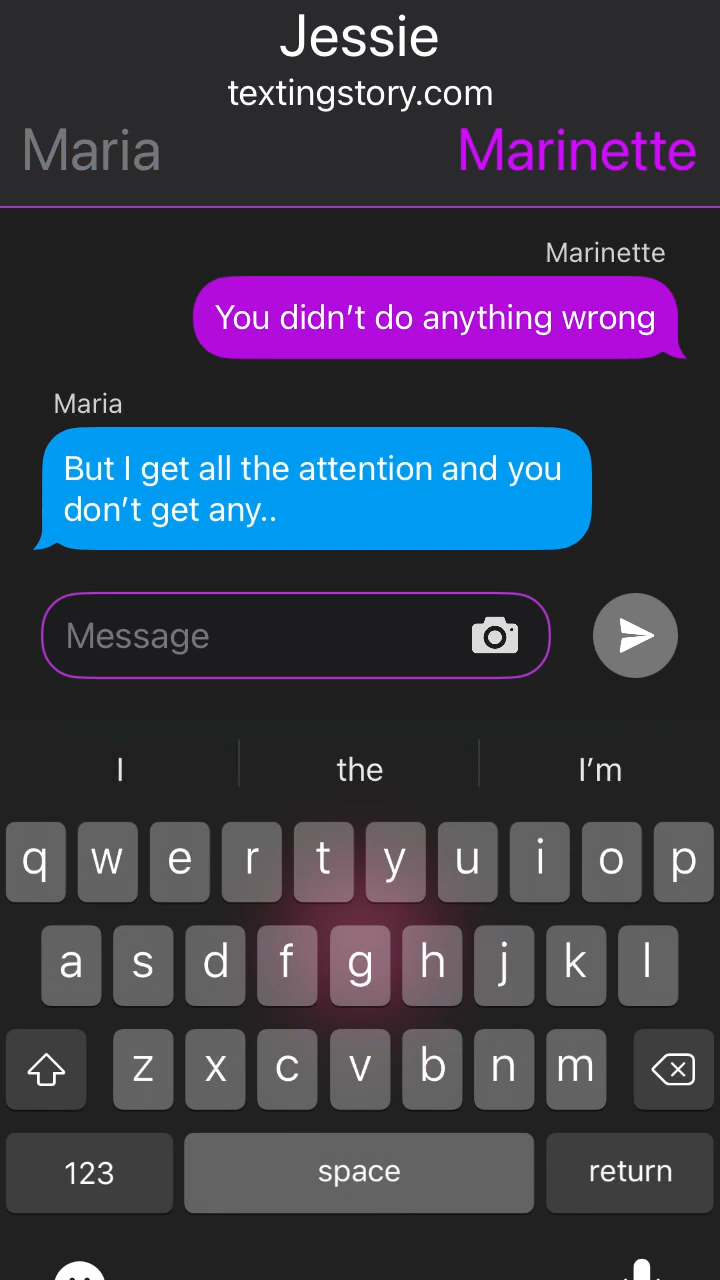 Jessie
textingstory.com
Maria Marinette
Marinette
You didn’t do anything wrong
Maria
But I get all the attention and you
don’t get any..
Message
I the I’m
q w e r t y u i o p
a s d f g h j k l
z x c v b n m
123 space return